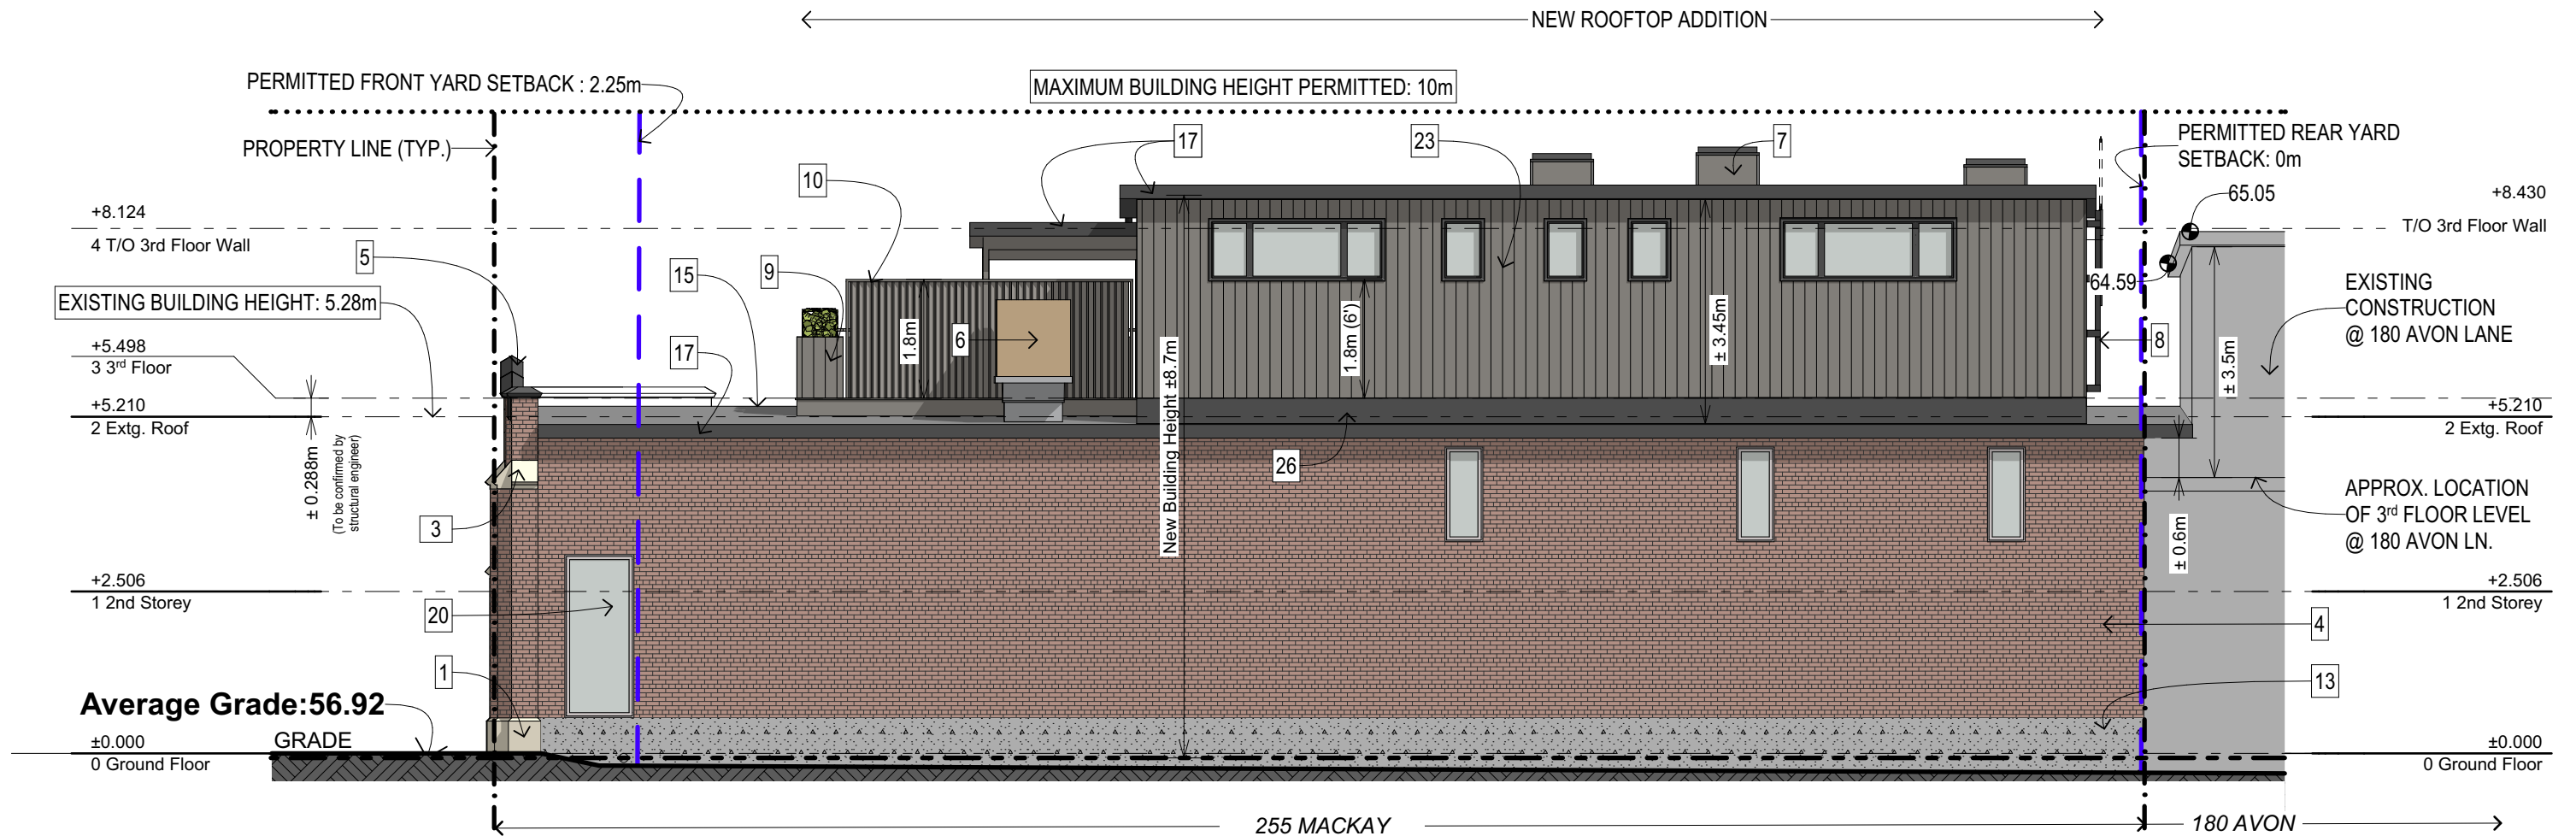 NEW ROOFTOP ADDITION
PERMITTED FRONT YARD SETBACK : 2.25m
MAXIMUM BUILDING HEIGHT PERMITTED: 10m
PROPERTY LINE (TYP.)
17
23
7
PERMITTED REAR YARD
SETBACK: 0m
10
65.05
+8.124
4 T/O 3rd Floor Wall
+8.430
T/O 3rd Floor Wall
5
15
9
64.59
EXISTING
CONSTRUCTION
@ 180 AVON LANE
EXISTING BUILDING HEIGHT: 5.28m
+5.498
3 3rd Floor
17
1.8m
6
New Building Height ±8.7m
1.8m (6')
± 3.45m
8
± 3.5m
+5.210
2 Extg. Roof
+5.210
2 Extg. Roof
± 0.288m
(To be confirmed by
structural engineer)
26
3
APPROX. LOCATION
OF 3rd FLOOR LEVEL
@ 180 AVON LN.
± 0.6m
+2.506
1 2nd Storey
+2.506
1 2nd Storey
20
4
1
13
Average Grade:56.92
GRADE
±0.000
0 Ground Floor
±0.000
0 Ground Floor
255 MACKAY
180 AVON